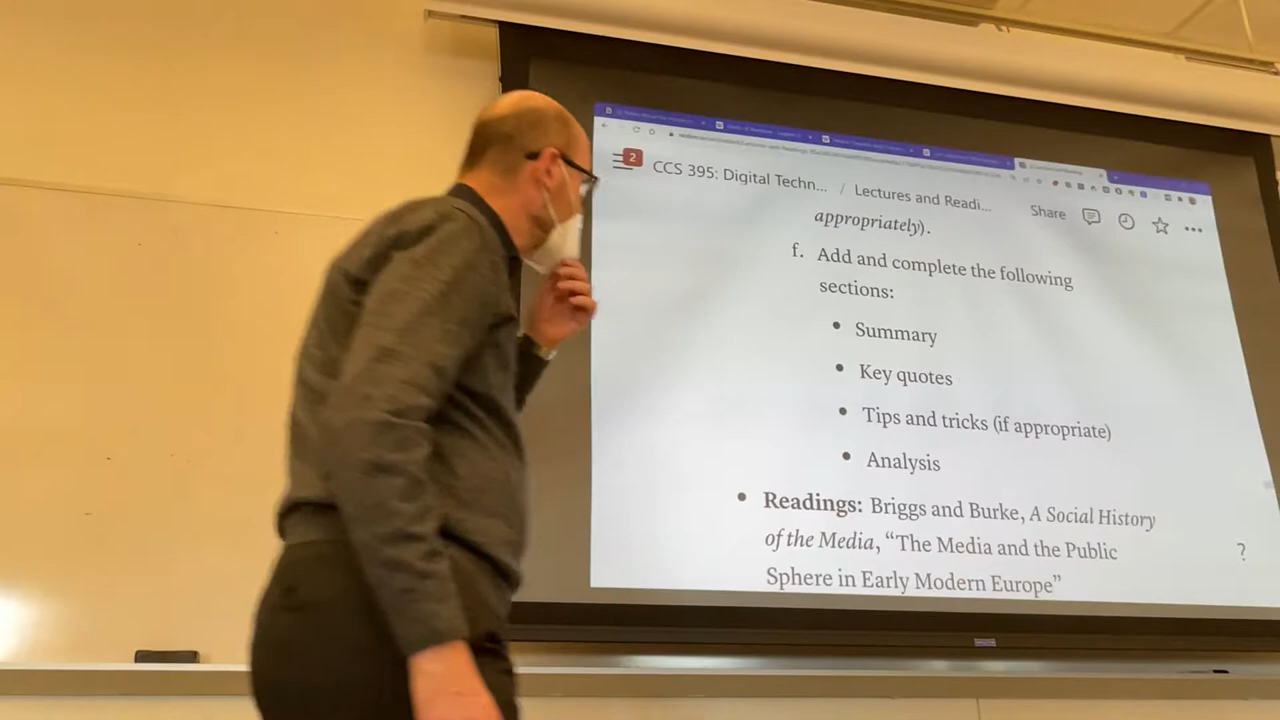 2
CCS 395: Digital Techn... / Lectures and Readi...
Share
appropriately).
f. Add and complete the following
sections:
• Summary
• Key quotes
• Tips and tricks (if appropriate)
• Analysis
• Readings: Briggs and Burke, A Social History
of the Media, “The Media and the Public
Sphere in Early Modern Europe”
?